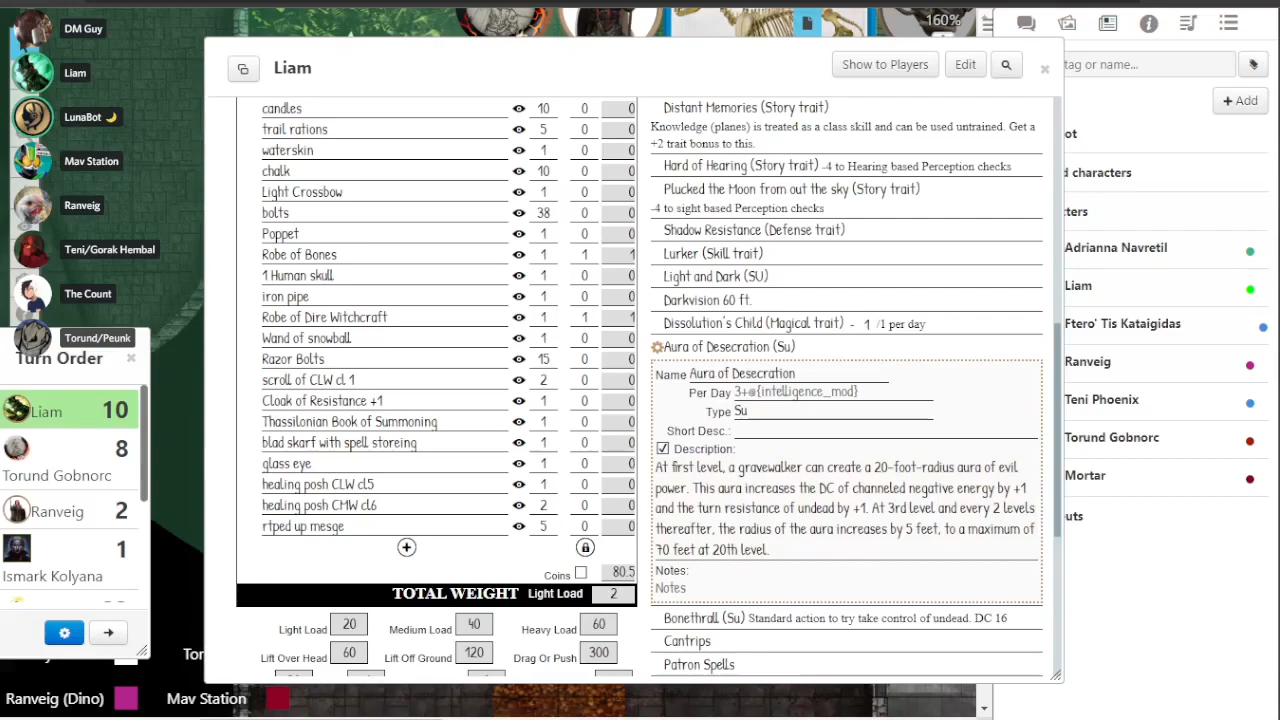 DM Guy
Liam
LunaBot 🌙
Mav Station
Ranveig
Teni/Gorak Hembal
The Count
Torund/Peunk
Turn Order
Liam 10
8
Torund Gobnorc
Ranveig 2
1
Ismark Kolyana
Ranveig (Dino)
Mav Station
Tor
160%
Liam
Show to Players
Edit
candles 10 0 0
trail rations 5 0 0
waterskin 1 0 0
chalk 10 0 0
Light Crossbow 1 0 0
bolts 38 0 0
Poppet 1 0 0
Robe of Bones 1 1 1
1 Human skull 1 0 0
iron pipe 1 0 0
Robe of Dire Witchcraft 1 1 1
Wand of snowball 1 0 0
Razor Bolts 15 0 0
scroll of CLW cl 1 2 0 0
Cloak of Resistance +1 1 0 0
Thassilonian Book of Summoning 1 0 0
blad skarf with spell storeing 1 0 0
glass eye 1 0 0
healing posh CLW cl5 1 0 0
healing posh CMW cl6 2 0 0
rtped up mesge 5 0 0
Coins 80.5
TOTAL WEIGHT Light Load 2
Light Load 20 Medium Load 40 Heavy Load 60
Lift Over Head 60 Lift Off Ground 120 Drag Or Push 300
Distant Memories (Story trait)
Knowledge (planes) is treated as a class skill and can be used untrained. Get a
+2 trait bonus to this.
Hard of Hearing (Story trait) -4 to Hearing based Perception checks
Plucked the Moon from out the sky (Story trait)
-4 to sight based Perception checks
Shadow Resistance (Defense trait)
Lurker (Skill trait)
Light and Dark (SU)
Darkvision 60 ft.
Dissolution's Child (Magical trait) - 1 /1 per day
Aura of Desecration (Su)
Name Aura of Desecration
Per Day 3+@{intelligence_mod}
Type Su
Short Desc.:
Description:
At first level, a gravewalker can create a 20-foot-radius aura of evil
power. This aura increases the DC of channeled negative energy by +1
and the turn resistance of undead by +1. At 3rd level and every 2 levels
thereafter, the radius of the aura increases by 5 feet, to a maximum of
70 feet at 20th level.
Notes:
Notes
Bonethrall (Su) Standard action to try take control of undead. DC 16
Cantrips
Patron Spells
tag or name...
+ Add
ot
d characters
ters
Adrianna Navretil
Liam
Ftero' Tis Kataigidas
Ranveig
Teni Phoenix
Torund Gobnorc
Mortar
outs